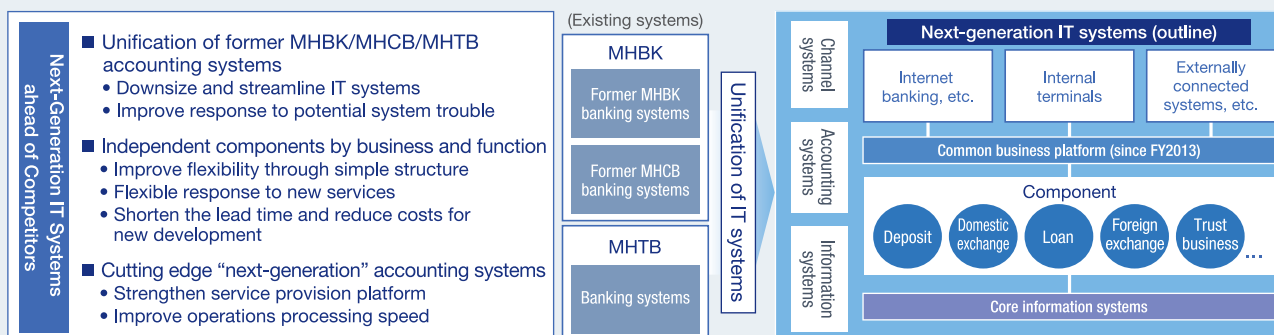 Next-Generation IT Systems
ahead of Competitors
■ Unification of former MHBK/MHCB/MHTB
accounting systems
• Downsize and streamline IT systems
• Improve response to potential system trouble
■ Independent components by business and function
• Improve flexibility through simple structure
• Flexible response to new services
• Shorten the lead time and reduce costs for
new development
■ Cutting edge “next-generation” accounting systems
• Strengthen service provision platform
• Improve operations processing speed
(Existing systems)
MHBK
Former MHBK
banking systems
Former MHCB
banking systems
MHTB
Banking systems
Unification of IT systems
Channel
systems
Accounting
systems
Information
systems
Next-generation IT systems (outline)
Internet
banking, etc.
Internal
terminals
Externally
connected
systems, etc.
Common business platform (since FY2013)
Component
Deposit
Domestic
exchange
Loan
Foreign
exchange
Trust
business
...
Core information systems